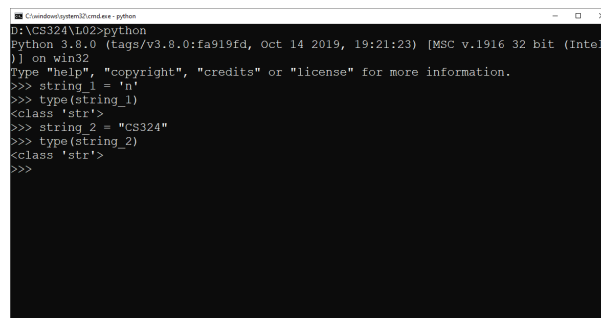 C:\windows\system32\cmd.exe - python
D:\CS324\L02>python
Python 3.8.0 (tags/v3.8.0:fa919fd, Oct 14 2019, 19:21:23) [MSC v.1916 32 bit (Intel
)] on win32
Type "help", "copyright", "credits" or "license" for more information.
>>> string_1 = 'n'
>>> type(string_1)
<class 'str'>
>>> string_2 = "CS324"
>>> type(string_2)
<class 'str'>
>>>